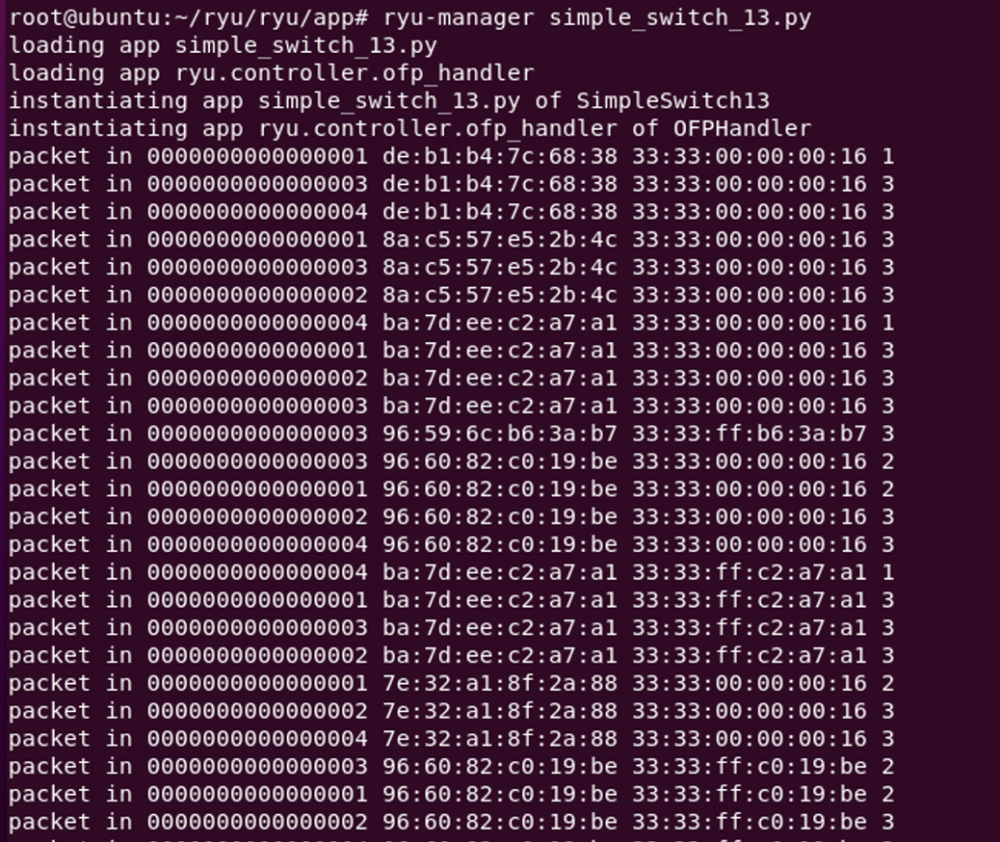 root@ubuntu:~/ryu/ryu/app# ryu-manager simple_switch_13.py
loading app simple_switch_13.py
loading app ryu.controller.ofp_handler
instantiating app simple_switch_13.py of SimpleSwitch13
instantiating app ryu.controller.ofp_handler of OFPHandler
packet in 0000000000000001 de:b1:b4:7c:68:38 33:33:00:00:00:16 1
packet in 0000000000000003 de:b1:b4:7c:68:38 33:33:00:00:00:16 3
packet in 0000000000000004 de:b1:b4:7c:68:38 33:33:00:00:00:16 3
packet in 0000000000000001 8a:c5:57:e5:2b:4c 33:33:00:00:00:16 3
packet in 0000000000000003 8a:c5:57:e5:2b:4c 33:33:00:00:00:16 3
packet in 0000000000000002 8a:c5:57:e5:2b:4c 33:33:00:00:00:16 3
packet in 0000000000000004 ba:7d:ee:c2:a7:a1 33:33:00:00:00:16 1
packet in 0000000000000001 ba:7d:ee:c2:a7:a1 33:33:00:00:00:16 3
packet in 0000000000000002 ba:7d:ee:c2:a7:a1 33:33:00:00:00:16 3
packet in 0000000000000003 ba:7d:ee:c2:a7:a1 33:33:00:00:00:16 3
packet in 0000000000000003 96:59:6c:b6:3a:b7 33:33:ff:b6:3a:b7 3
packet in 0000000000000003 96:60:82:c0:19:be 33:33:00:00:00:16 2
packet in 0000000000000001 96:60:82:c0:19:be 33:33:00:00:00:16 2
packet in 0000000000000002 96:60:82:c0:19:be 33:33:00:00:00:16 3
packet in 0000000000000004 96:60:82:c0:19:be 33:33:00:00:00:16 3
packet in 0000000000000004 ba:7d:ee:c2:a7:a1 33:33:ff:c2:a7:a1 1
packet in 0000000000000001 ba:7d:ee:c2:a7:a1 33:33:ff:c2:a7:a1 3
packet in 0000000000000003 ba:7d:ee:c2:a7:a1 33:33:ff:c2:a7:a1 3
packet in 0000000000000002 ba:7d:ee:c2:a7:a1 33:33:ff:c2:a7:a1 3
packet in 0000000000000001 7e:32:a1:8f:2a:88 33:33:00:00:00:16 2
packet in 0000000000000002 7e:32:a1:8f:2a:88 33:33:00:00:00:16 3
packet in 0000000000000004 7e:32:a1:8f:2a:88 33:33:00:00:00:16 3
packet in 0000000000000003 96:60:82:c0:19:be 33:33:ff:c0:19:be 2
packet in 0000000000000001 96:60:82:c0:19:be 33:33:ff:c0:19:be 2
packet in 0000000000000002 96:60:82:c0:19:be 33:33:ff:c0:19:be 3